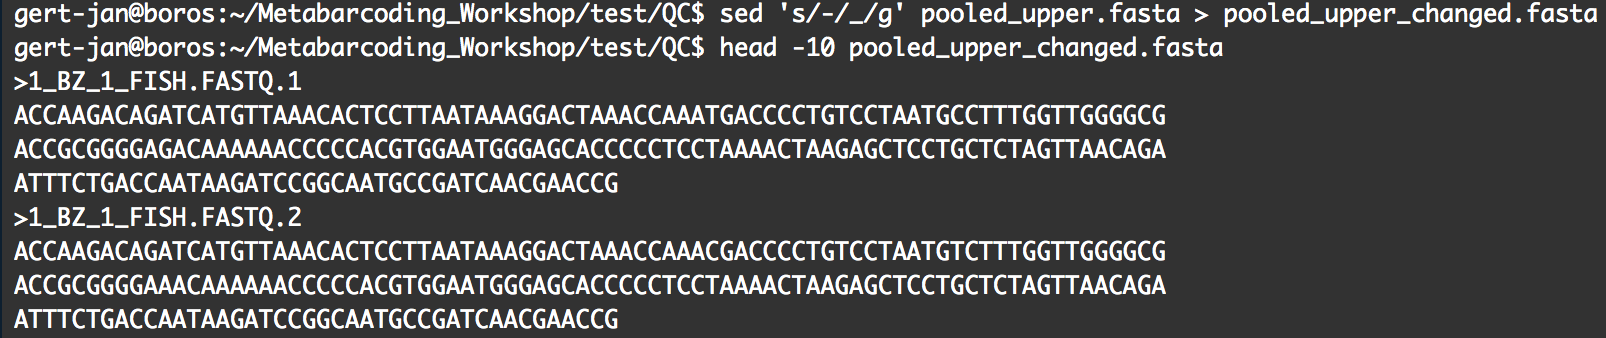 gert-jan@boros:~/Metabarcoding_Workshop/test/QC$ sed 's/-/_/g' pooled_upper.fasta > pooled_upper_changed.fasta
gert-jan@boros:~/Metabarcoding_Workshop/test/QC$ head -10 pooled_upper_changed.fasta
>1_BZ_1_FISH.FASTQ.1
ACCAAGACAGATCATGTTAAACACTCCTTAATAAAGGACTAAACCAAATGACCCCTGTCCTAATGCCTTTGGTTGGGGCG
ACCGCGGGGAGACAAAAAACCCCCACGTGGAATGGGAGCACCCCCTCCTAAAACTAAGAGCTCCTGCTCTAGTTAACAGA
ATTTCTGACCAATAAGATCCGGCAATGCCGATCAACGAACCG
>1_BZ_1_FISH.FASTQ.2
ACCAAGACAGATCATGTTAAACACTCCTTAATAAAGGACTAAACCAAACGACCCCTGTCCTAATGTCTTTGGTTGGGGCG
ACCGCGGGGAAACAAAAAACCCCCACGTGGAATGGGAGCACCCCCTCCTAAAACTAAGAGCTCCTGCTCTAGTTAACAGA
ATTTCTGACCAATAAGATCCGGCAATGCCGATCAACGAACCG